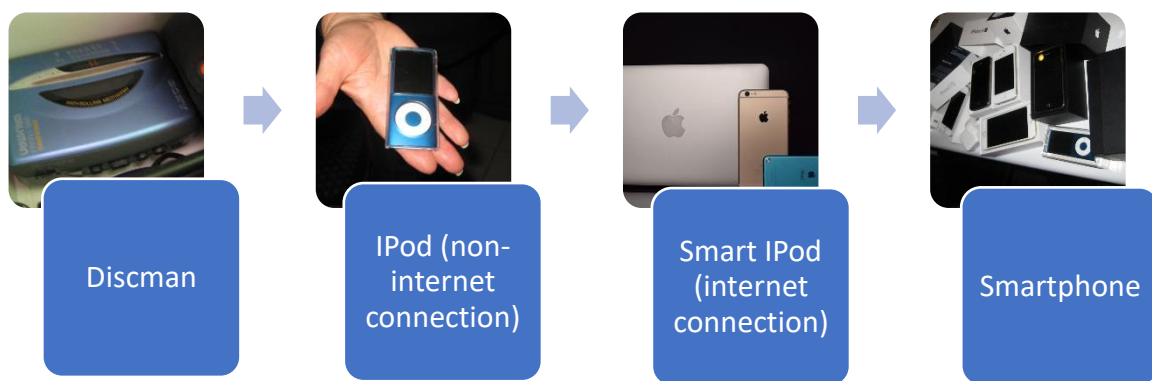 Discman
IPod (non-
internet
connection)
Smart IPod
(internet
connection)
Smartphone